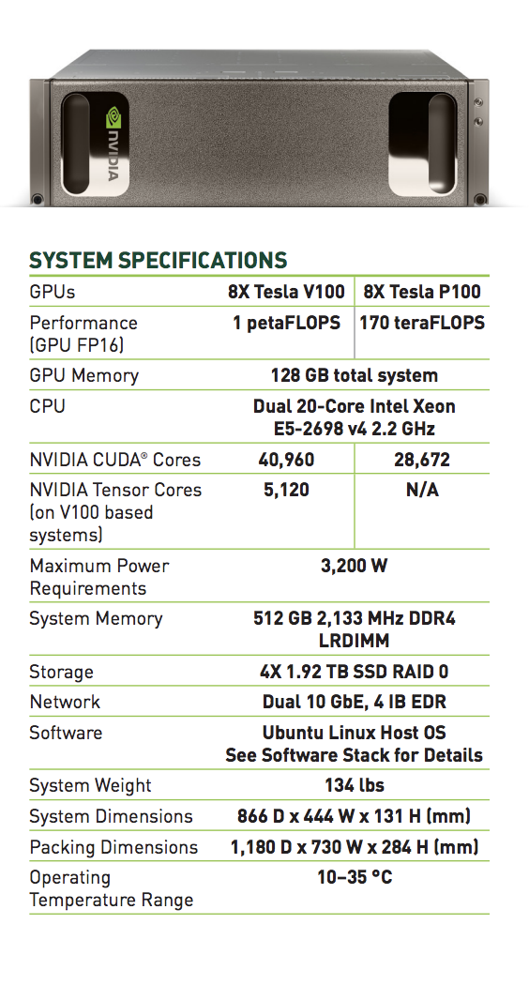 NVIDIA
SYSTEM SPECIFICATIONS
GPUs 8X Tesla V100 8X Tesla P100
Performance 1 petaFLOPS 170 teraFLOPS
(GPU FP16)
GPU Memory 128 GB total system
CPU Dual 20-Core Intel Xeon
E5-2698 v4 2.2 GHz
NVIDIA CUDA® Cores 40,960 28,672
NVIDIA Tensor Cores 5,120 N/A
(on V100 based
systems)
Maximum Power 3,200 W
Requirements
System Memory 512 GB 2,133 MHz DDR4
LRDIMM
Storage 4X 1.92 TB SSD RAID 0
Network Dual 10 GbE, 4 IB EDR
Software Ubuntu Linux Host OS
See Software Stack for Details
System Weight 134 lbs
System Dimensions 866 D x 444 W x 131 H (mm)
Packing Dimensions 1,180 D x 730 W x 284 H (mm)
Operating 10–35 °C
Temperature Range